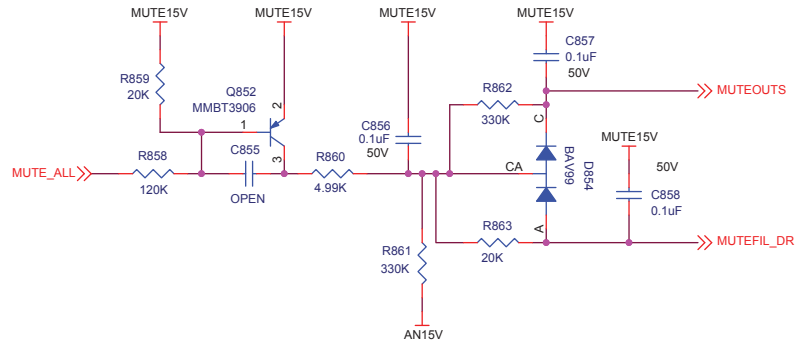 MUTE15V
MUTE15V
MUTE15V
MUTE15V
R859
20K
Q852
MMBT3906
2
1
3
C855
OPEN
MUTE_ALL
R858
120K
R860
4.99K
C856
0.1uF
50V
R861
330K
AN15V
C857
0.1uF
50V
R862
330K
MUTEOUTS
C
CA
A
BAV99
D854
MUTE15V
50V
C858
0.1uF
R863
20K
MUTEFIL_DR